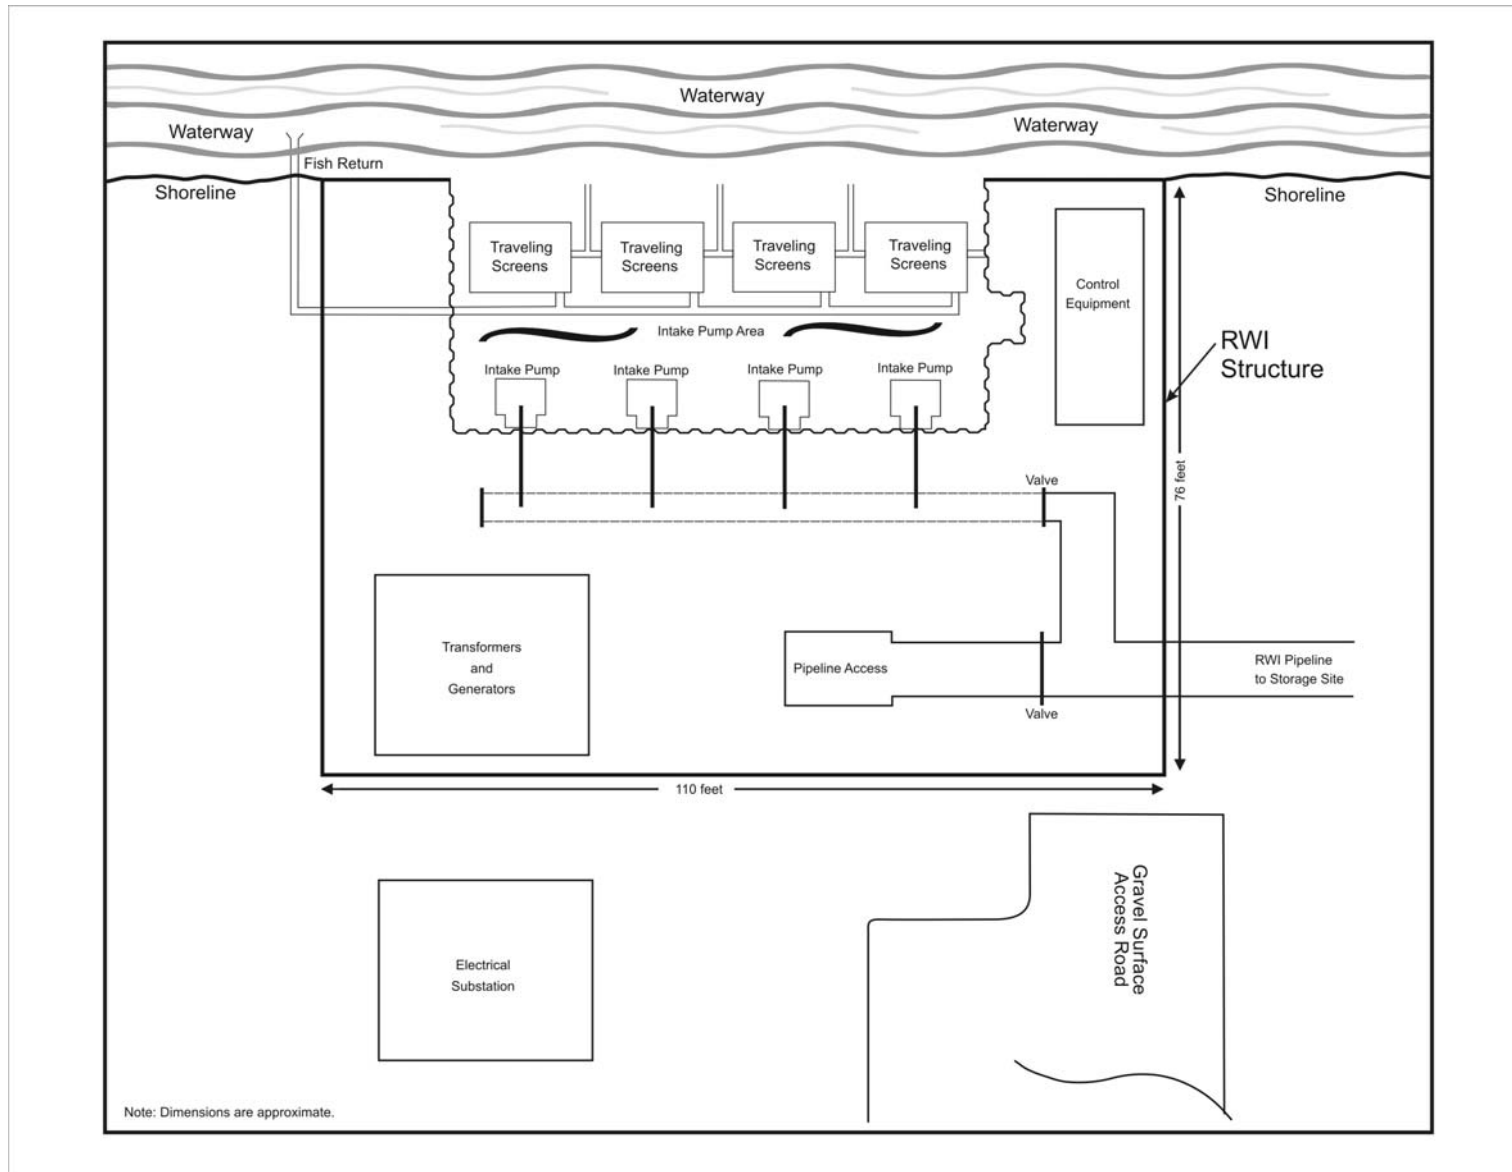 Waterway
Waterway
Waterway
Fish Return
Shoreline
Shoreline
Traveling
Screens
Traveling
Screens
Traveling
Screens
Traveling
Screens
Control
Equipment
Intake Pump Area
RWI
Structure
Intake Pump
Intake Pump
Intake Pump
Intake Pump
Valve
76 feet
Transformers
and
Generators
Pipeline Access
RWI Pipeline
to Storage Site
Valve
110 feet
Gravel Surface
Access Road
Electrical
Substation
Note: Dimensions are approximate.